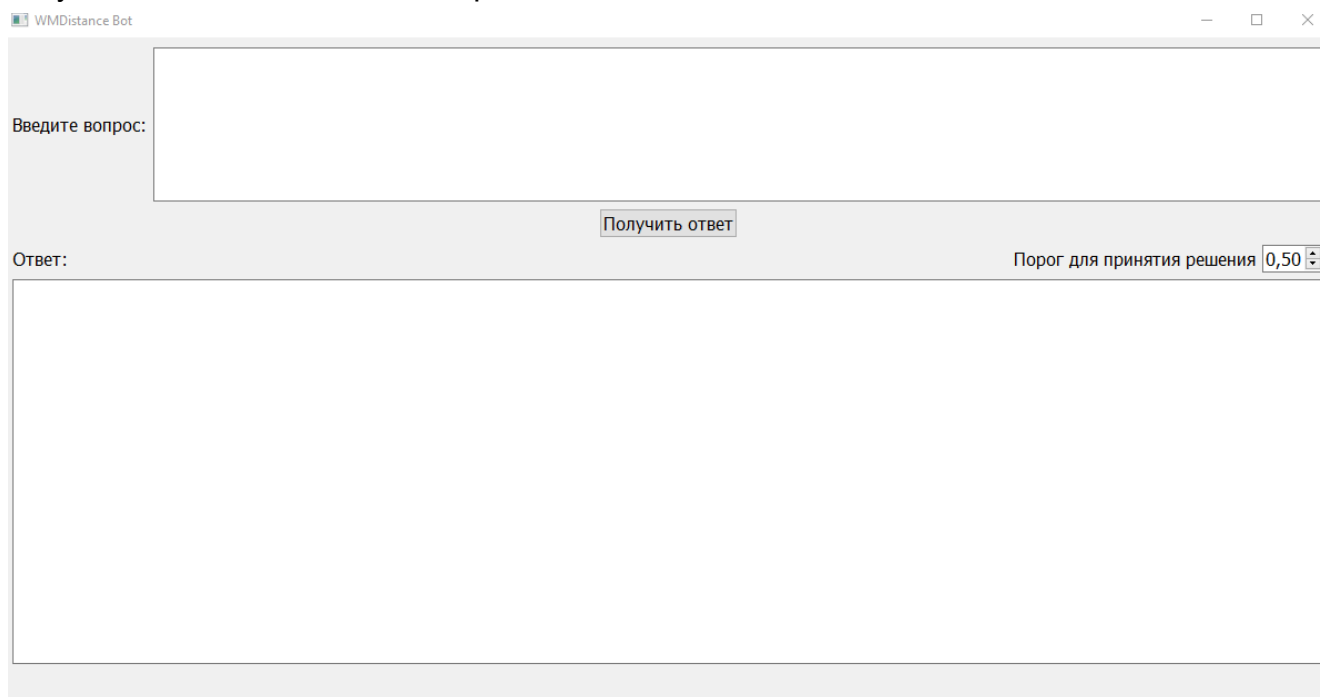 WMDistance Bot
Введите вопрос:
Получить ответ
Ответ:
Порог для принятия решения 0,50